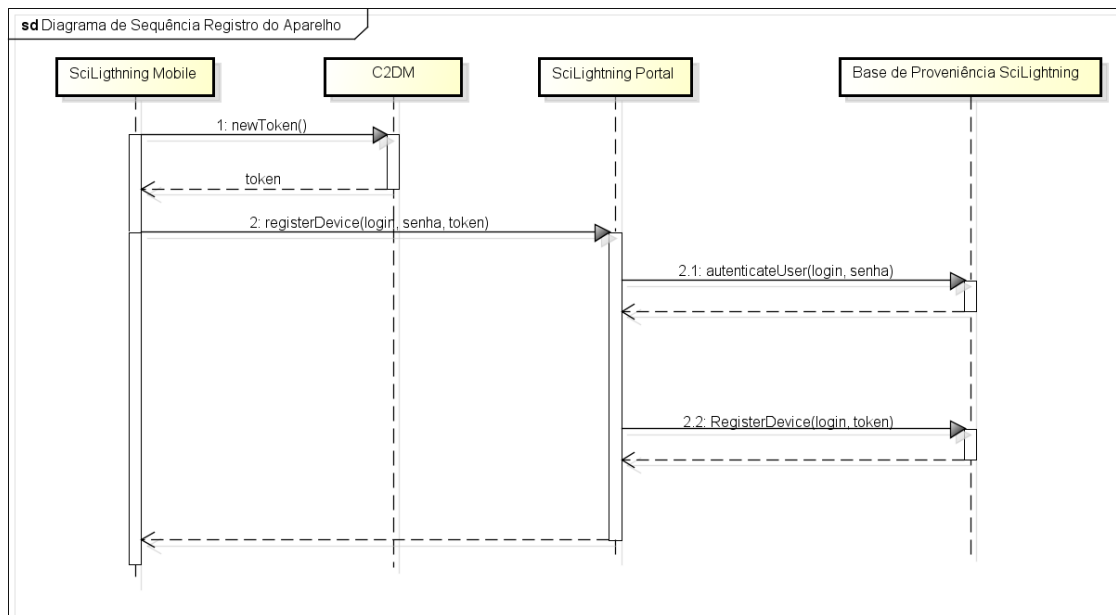 sd Diagrama de Sequência Registro do Aparelho
SciLigthning Mobile
C2DM
SciLightning Portal
Base de Proveniência SciLightning
1: newToken()
token
2: registerDevice(login, senha, token)
2.1: autenticateUser(login, senha)
2.2: RegisterDevice(login, token)